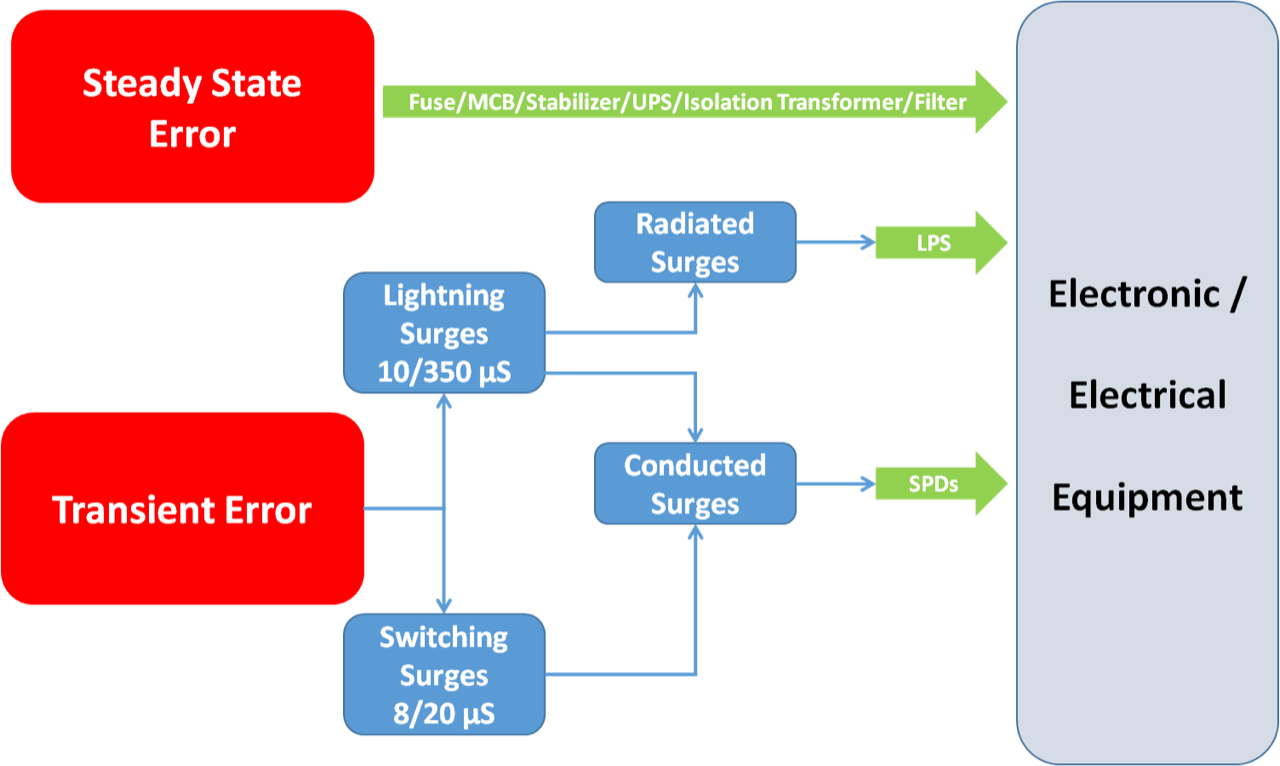 Steady State
Error
Fuse/MCB/Stabilizer/UPS/Isolation Transformer/Filter
Radiated
Surges
LPS
Lightning
Surges
10/350 µS
Transient Error
Conducted
Surges
SPDs
Switching
Surges
8/20 µS
Electronic /
Electrical
Equipment